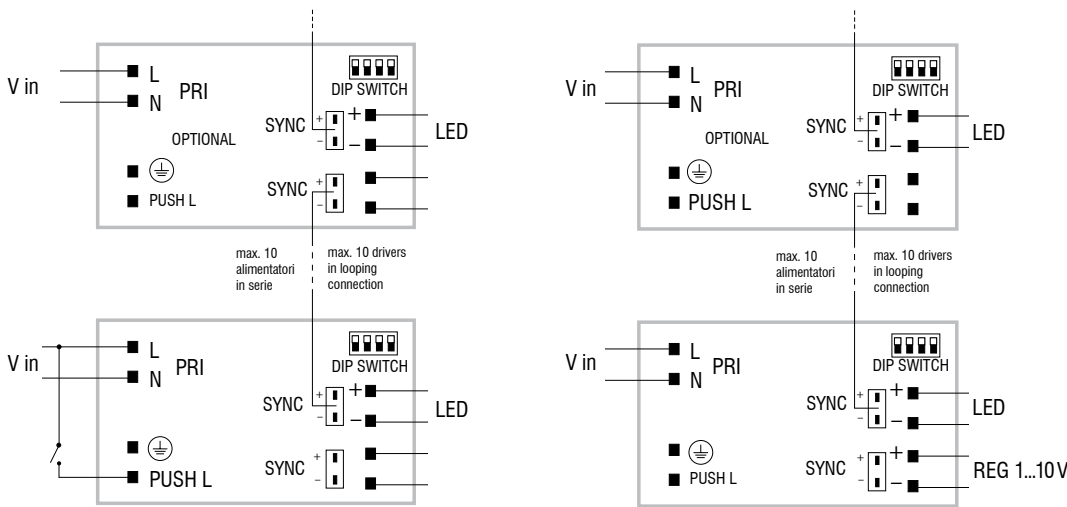 V in
L
N
PRI
DIP SWITCH
OPTIONAL
SYNC
+
−
+
−
LED
PUSH L
SYNC
+
−
max. 10
alimentatori
in serie
max. 10 drivers
in looping
connection
V in
L
N
PRI
DIP SWITCH
SYNC
+
−
+
−
LED
PUSH L
SYNC
+
−
V in
L
N
PRI
DIP SWITCH
OPTIONAL
SYNC
+
−
+
−
LED
PUSH L
SYNC
+
−
max. 10
alimentatori
in serie
max. 10 drivers
in looping
connection
V in
L
N
PRI
DIP SWITCH
SYNC
+
−
+
−
LED
PUSH L
SYNC
+
−
+
−
REG 1...10 V